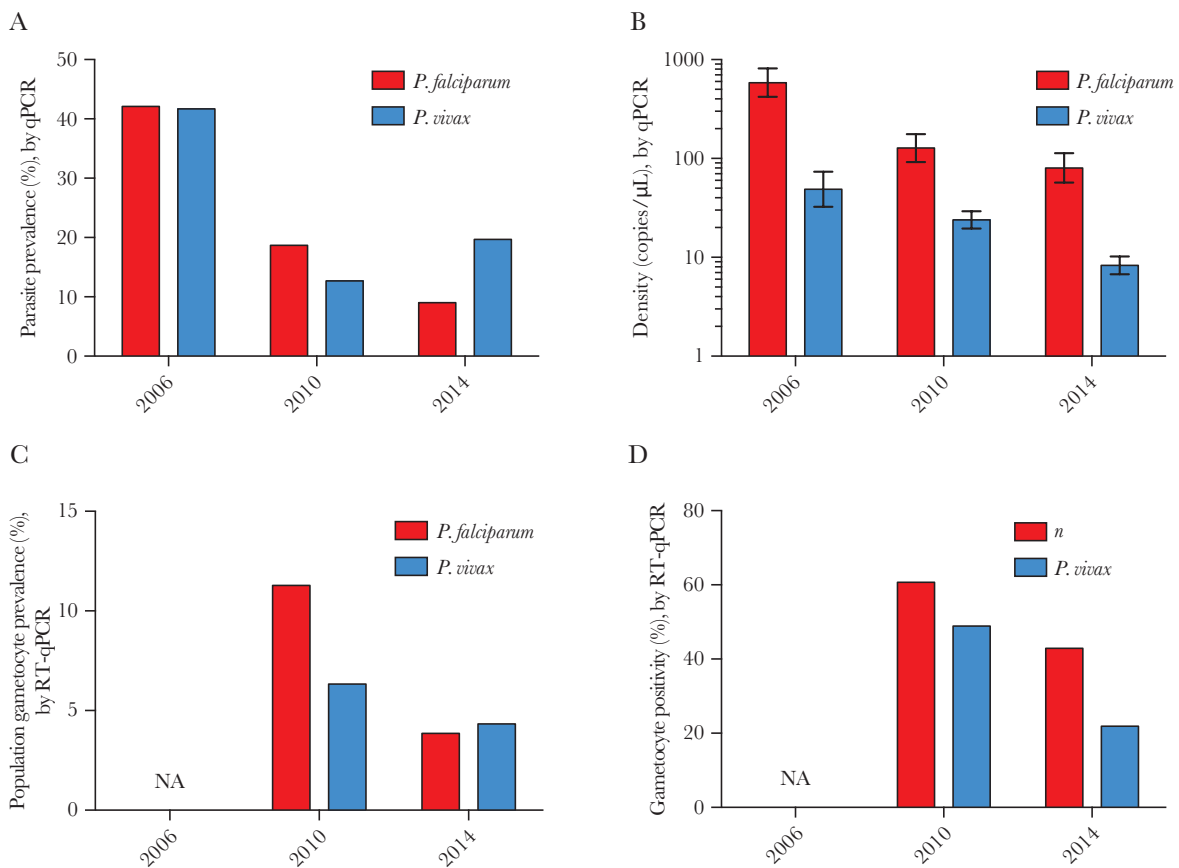 A
Parasite prevalence (%), by qPCR
50
40
30
20
10
0
P. falciparum
P. vivax
2006
2010
2014
B
Density (copies/μL), by qPCR
1000
100
10
1
P. falciparum
P. vivax
2006
2010
2014
C
Population gametocyte prevalence (%),
by RT-qPCR
15
10
5
0
P. falciparum
P. vivax
NA
2006
2010
2014
D
Gametocyte positivity (%), by RT-qPCR
80
60
40
20
0
n
P. vivax
NA
2006
2010
2014